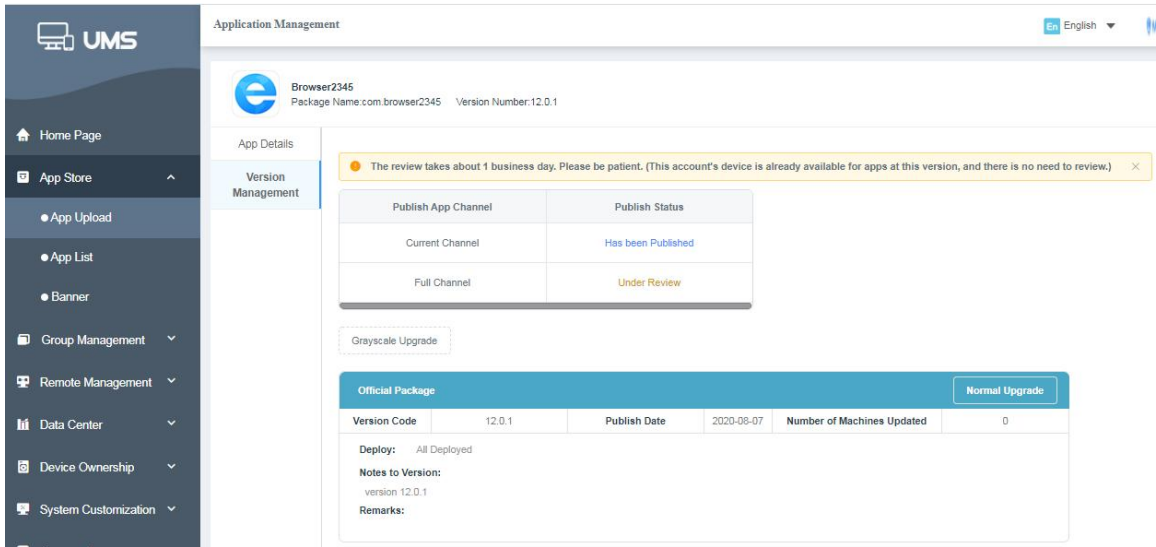 UMS
Application Management
En English
Browser2345
Package Name:com.browser2345 Version Number:12.0.1
Home Page
App Store
App Upload
App List
Banner
Group Management
Remote Management
Data Center
Device Ownership
System Customization
App Details
Version
Management
The review takes about 1 business day. Please be patient. (This account's device is already available for apps at this version, and there is no need to review.)
Publish App Channel Publish Status
Current Channel Has been Published
Full Channel Under Review
Grayscale Upgrade
Official Package Normal Upgrade
Version Code 12.0.1 Publish Date 2020-08-07 Number of Machines Updated 0
Deploy: All Deployed
Notes to Version:
version 12.0.1
Remarks: